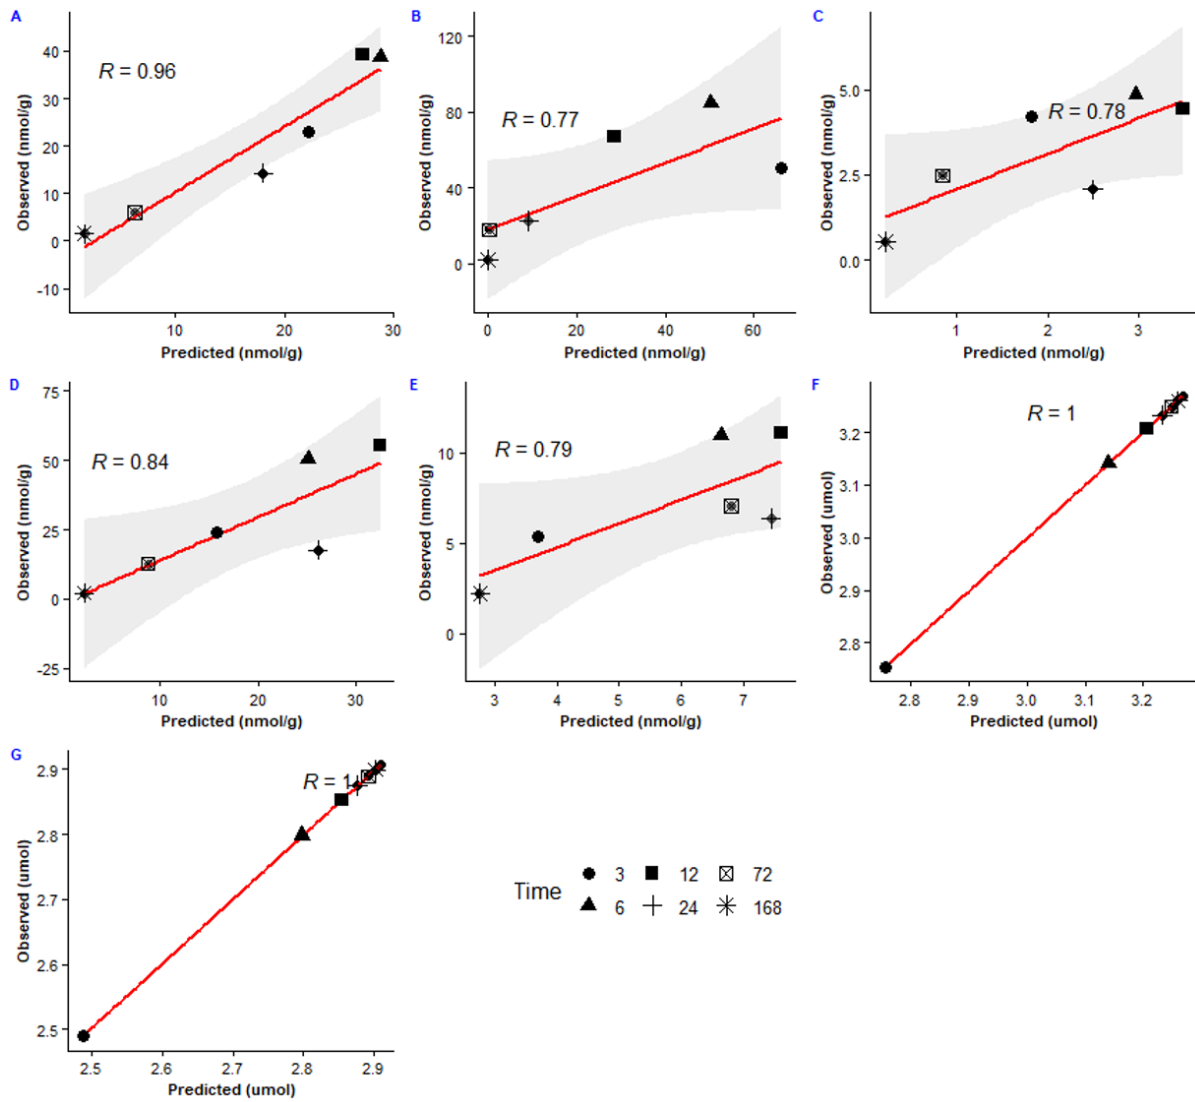 A
R = 0.96
Observed (nmol/g)
40
30
20
10
0
-10
10
20
30
Predicted (nmol/g)
B
R = 0.77
Observed (nmol/g)
120
80
40
0
0
20
40
60
Predicted (nmol/g)
C
R = 0.78
Observed (nmol/g)
5.0
2.5
0.0
1
2
3
Predicted (nmol/g)
D
R = 0.84
Observed (nmol/g)
75
50
25
0
-25
10
20
30
Predicted (nmol/g)
E
R = 0.79
Observed (nmol/g)
10
5
0
3
4
5
6
7
Predicted (nmol/g)
F
R = 1
Observed (umol)
3.2
3.1
3.0
2.9
2.8
2.8
2.9
3.0
3.1
3.2
Predicted (umol)
G
R = 1
Observed (umol)
2.9
2.8
2.7
2.6
2.5
2.5
2.6
2.7
2.8
2.9
Predicted (umol)
Time
3
12
72
6
24
168